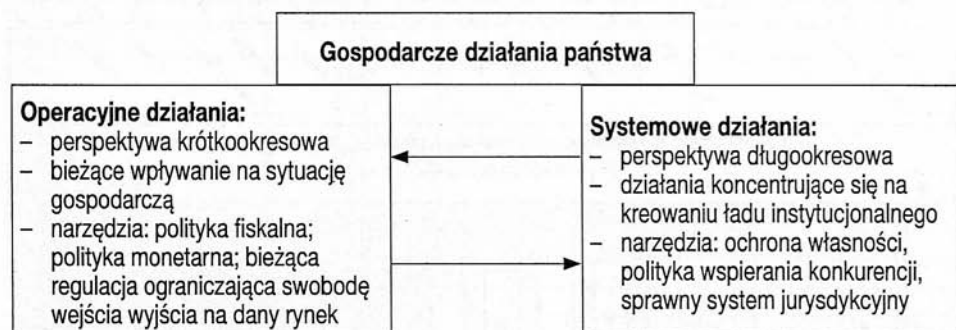 Gospodarcze działania państwa
Operacyjne działania:
– perspektywa krótkookresowa
– bieżące wpływanie na sytuację
gospodarczą
– narzędzia: polityka fiskalna;
polityka monetarna; bieżąca
regulacja ograniczająca swobodę
wejścia wyjścia na dany rynek
Systemowe działania:
– perspektywa długookresowa
– działania koncentrujące się na
kreowaniu ładu instytucjonalnego
– narzędzia: ochrona własności,
polityka wspierania konkurencji,
sprawny system jurysdykcyjny